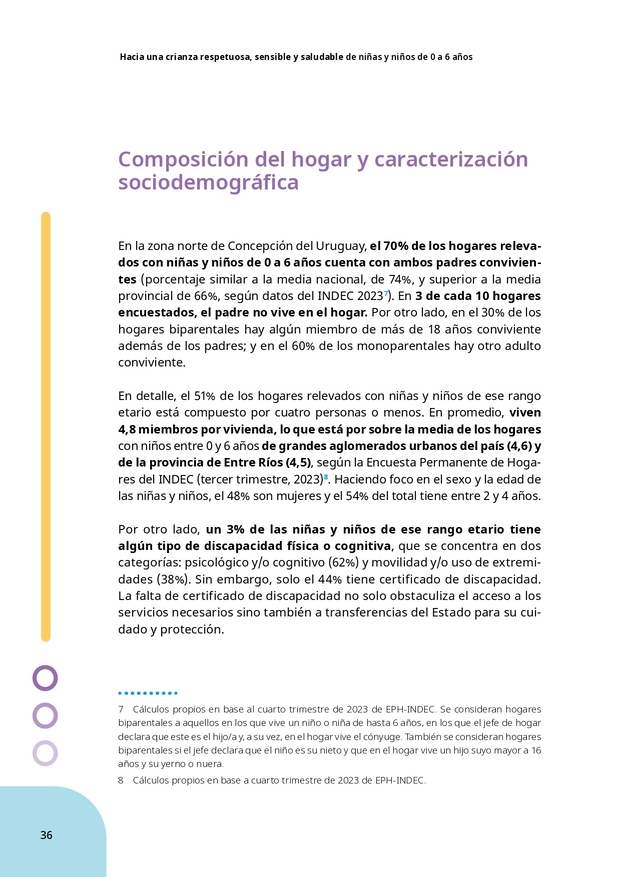 Hacia una crianza respetuosa, sensible y saludable de niñas y niños de 0 a 6 años
Composición del hogar y caracterización
sociodemográfica
En la zona norte de Concepción del Uruguay, el 70% de los hogares releva-
dos con niñas y niños de 0 a 6 años cuenta con ambos padres convivien-
tes (porcentaje similar a la media nacional, de 74%, y superior a la media
provincial de 66%, según datos del INDEC 2023⁷). En 3 de cada 10 hogares
encuestados, el padre no vive en el hogar. Por otro lado, en el 30% de los
hogares biparentales hay algún miembro de más de 18 años conviviente
además de los padres; y en el 60% de los monoparentales hay otro adulto
conviviente.
En detalle, el 51% de los hogares relevados con niñas y niños de ese rango
etario está compuesto por cuatro personas o menos. En promedio, viven
4,8 miembros por vivienda, lo que está por sobre la media de los hogares
con niños entre 0 y 6 años de grandes aglomerados urbanos del país (4,6) y
de la provincia de Entre Ríos (4,5), según la Encuesta Permanente de Hoga-
res del INDEC (tercer trimestre, 2023)⁸. Haciendo foco en el sexo y la edad de
las niñas y niños, el 48% son mujeres y el 54% del total tiene entre 2 y 4 años.
Por otro lado, un 3% de las niñas y niños de ese rango etario tiene
algún tipo de discapacidad física o cognitiva, que se concentra en dos
categorías: psicológico y/o cognitivo (62%) y movilidad y/o uso de extremi-
dades (38%). Sin embargo, solo el 44% tiene certificado de discapacidad.
La falta de certificado de discapacidad no solo obstaculiza el acceso a los
servicios necesarios sino también a transferencias del Estado para su cui-
dado y protección.
7 Cálculos propios en base al cuarto trimestre de 2023 de EPH-INDEC. Se consideran hogares
biparentales a aquellos en los que vive un niño o niña de hasta 6 años, en los que el jefe de hogar
declara que este es el hijo/a y, a su vez, en el hogar vive el cónyuge. También se consideran hogares
biparentales si el jefe declara que el niño es su nieto y que en el hogar vive un hijo suyo mayor a 16
años y su yerno o nuera.
8 Cálculos propios en base a cuarto trimestre de 2023 de EPH-INDEC.
36